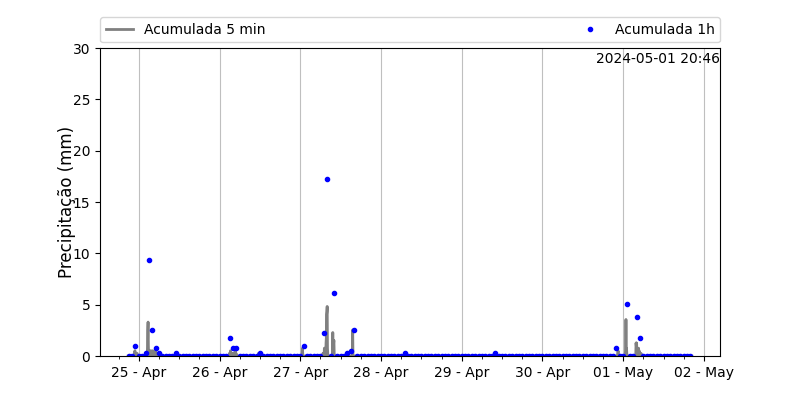 Acumulada 5 min
Acumulada 1h
2024-05-01 20:46
Precipitação (mm)
30
25
20
15
10
5
0
25 - Apr
26 - Apr
27 - Apr
28 - Apr
29 - Apr
30 - Apr
01 - May
02 - May